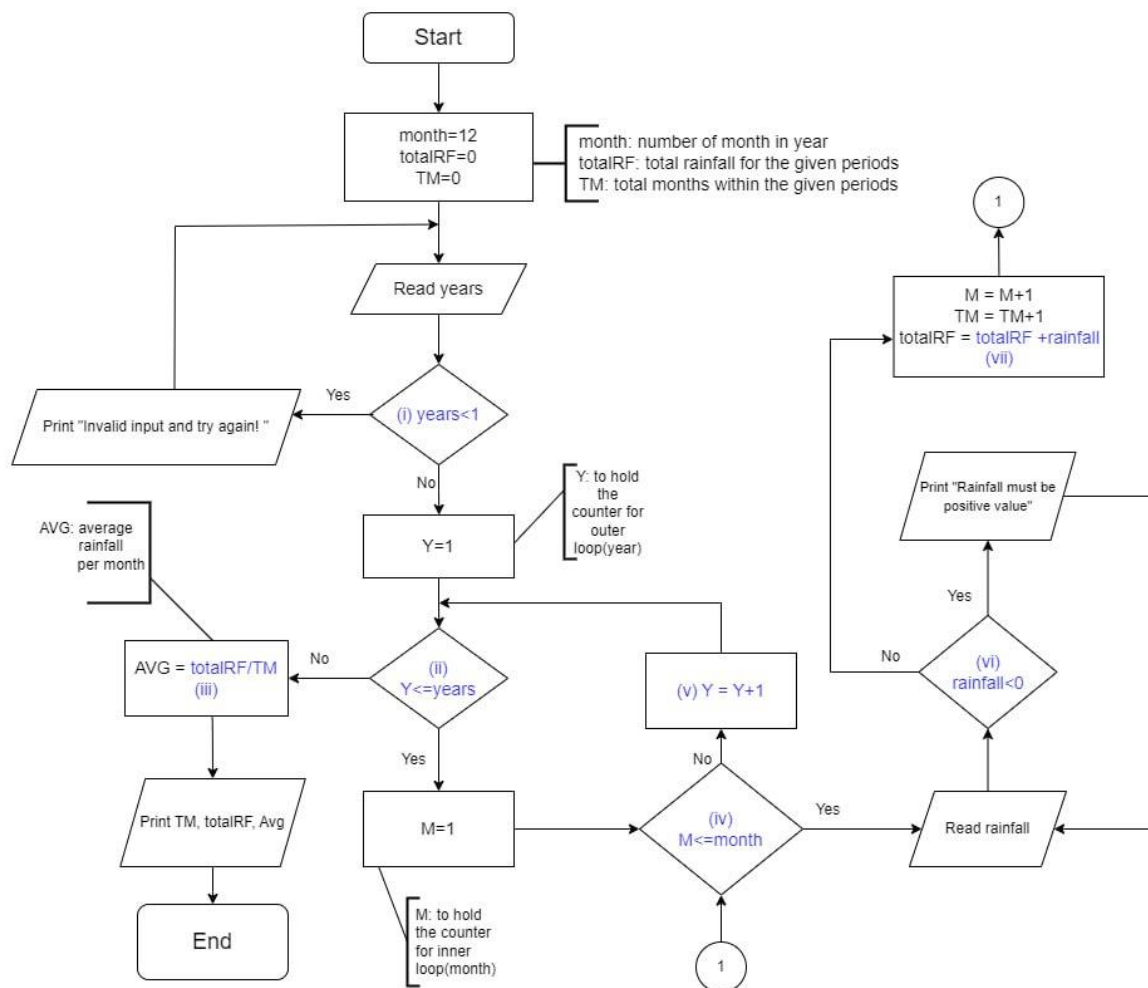 Start
month=12
totalRF=0
TM=0
month: number of month in year
totalRF: total rainfall for the given periods
TM: total months within the given periods
1
Read years
M = M+1
TM = TM+1
totalRF = totalRF +rainfall
(vii)
Yes
Print "Invalid input and try again! "
(i) years<1
No
Y: to hold
the
counter for
outer
loop(year)
Y=1
Print "Rainfall must be
positive value"
AVG: average
rainfall
per month
Yes
AVG = totalRF/TM
(iii)
No
(ii)
Y<=years
(v) Y = Y+1
No
(vi)
rainfall<0
Yes
No
Print TM, totalRF, Avg
M=1
(iv)
M<=month
Yes
Read rainfall
End
M: to hold
the counter
for inner
loop(month)
1